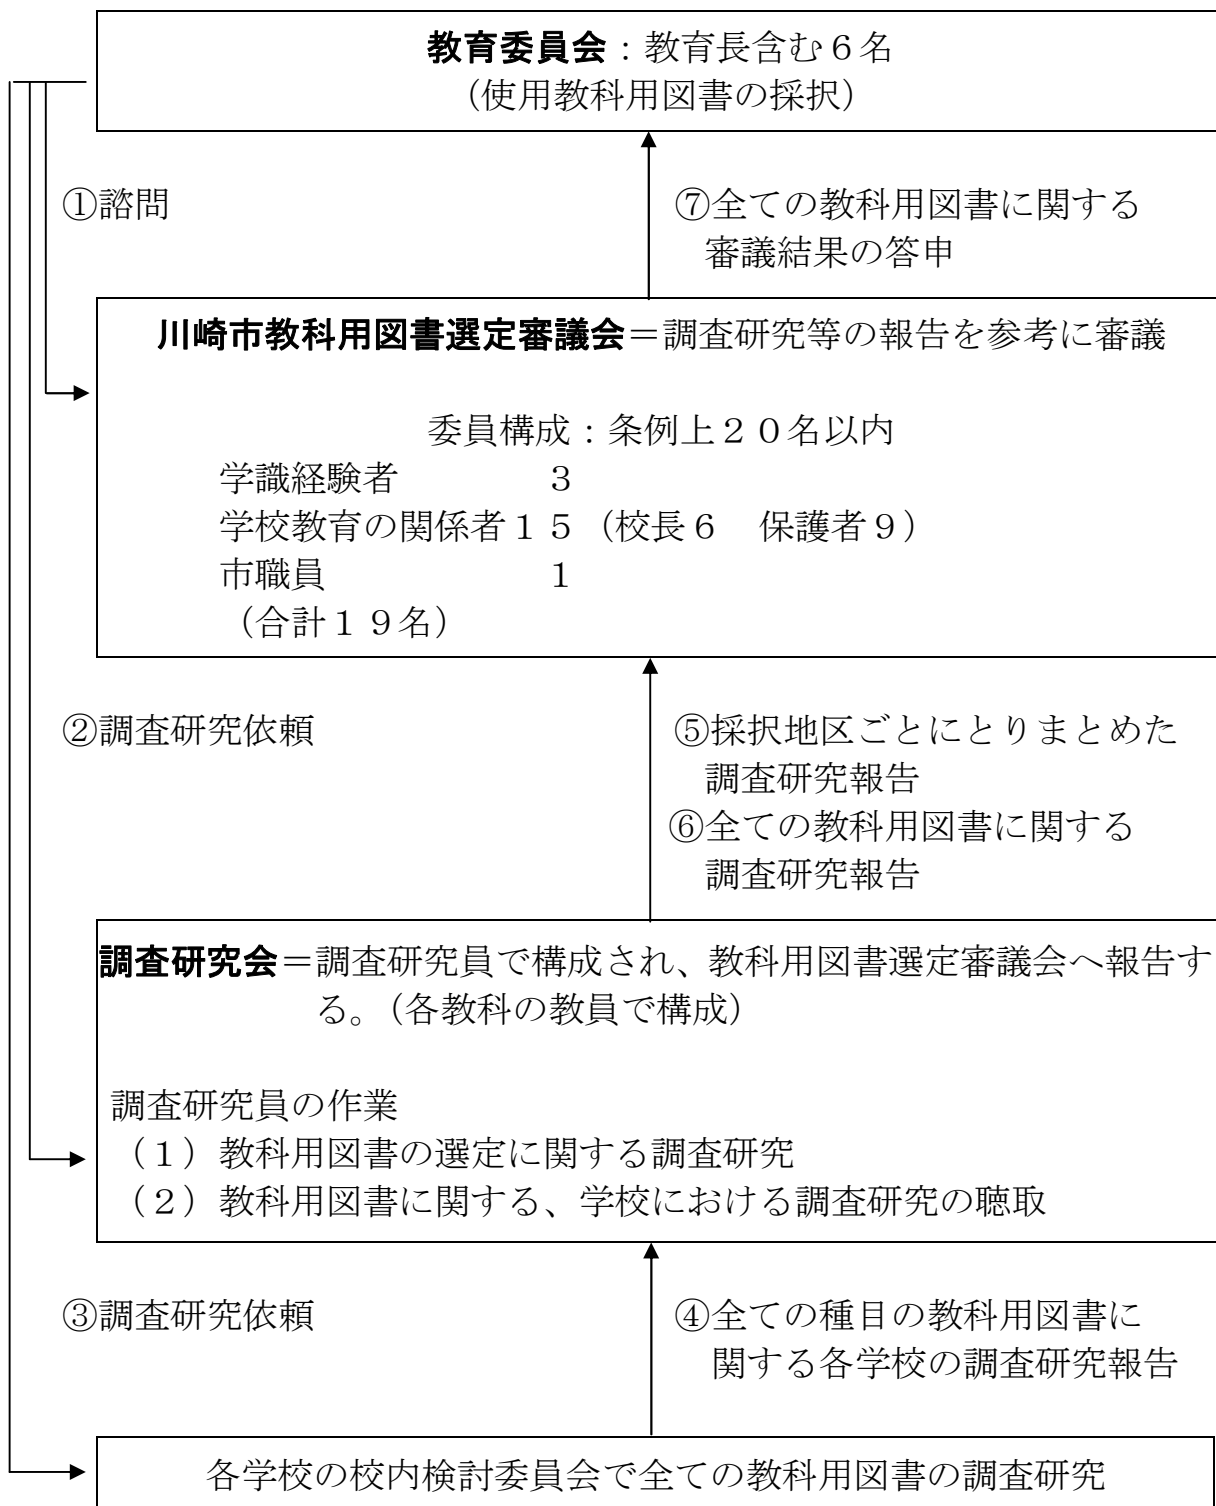 教育委員会：教育長含む６名
（使用教科用図書の採択）
①諮問
⑦全ての教科用図書に関する
審議結果の答申
川崎市教科用図書選定審議会＝調査研究等の報告を参考に審議
委員構成：条例上２０名以内
学識経験者　３
学校教育の関係者１５（校長６　保護者９）
市職員　１
（合計１９名）
②調査研究依頼
⑤採択地区ごとにとりまとめた
調査研究報告
⑥全ての教科用図書に関する
調査研究報告
調査研究会＝調査研究員で構成され、教科用図書選定審議会へ報告す
る。（各教科の教員で構成）
調査研究員の作業
（１）教科用図書の選定に関する調査研究
（２）教科用図書に関する、学校における調査研究の聴取
③調査研究依頼
④全ての種目の教科用図書に
関する各学校の調査研究報告
各学校の校内検討委員会で全ての教科用図書の調査研究